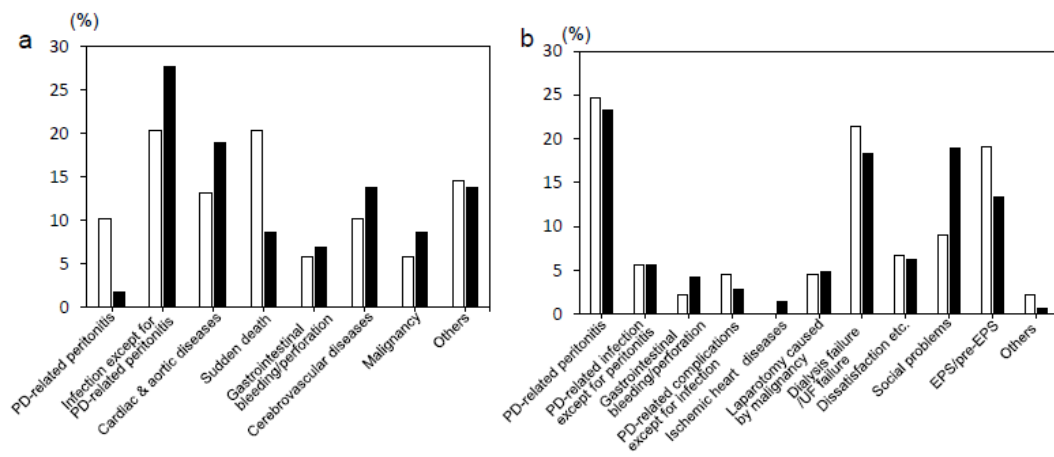 a
(%)
30
25
20
15
10
5
0
PD-related peritonitis
Infection except for
PD-related peritonitis
Cardiac & aortic diseases
Sudden death
Gastrointestinal
bleeding/perforation
Cerebrovascular diseases
Malignancy
Others
b
(%)
30
25
20
15
10
5
0
PD-related peritonitis
PD-related infection
except for peritonitis
Gastrointestinal
bleeding/perforation
PD-related complications
except for infection
Ischemic heart diseases
Laparotomy caused
by malignancy
Dialysis failure
/UF failure
Dissatisfaction etc.
Social problems
EPS/pre-EPS
Others